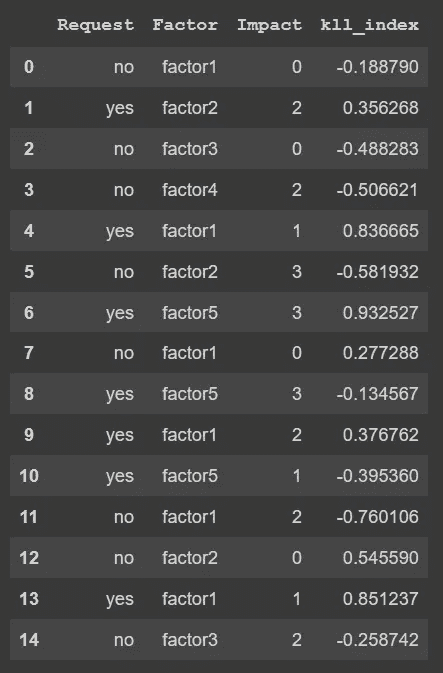 Request Factor Impact kll_index
0 no factor1 0 -0.188790
1 yes factor2 2 0.356268
2 no factor3 0 -0.488283
3 no factor4 2 -0.506621
4 yes factor1 1 0.836665
5 no factor2 3 -0.581932
6 yes factor5 3 0.932527
7 no factor1 0 0.277288
8 yes factor5 3 -0.134567
9 yes factor1 2 0.376762
10 yes factor5 1 -0.395360
11 no factor1 2 -0.760106
12 no factor2 0 0.545590
13 yes factor1 1 0.851237
14 no factor3 2 -0.258742